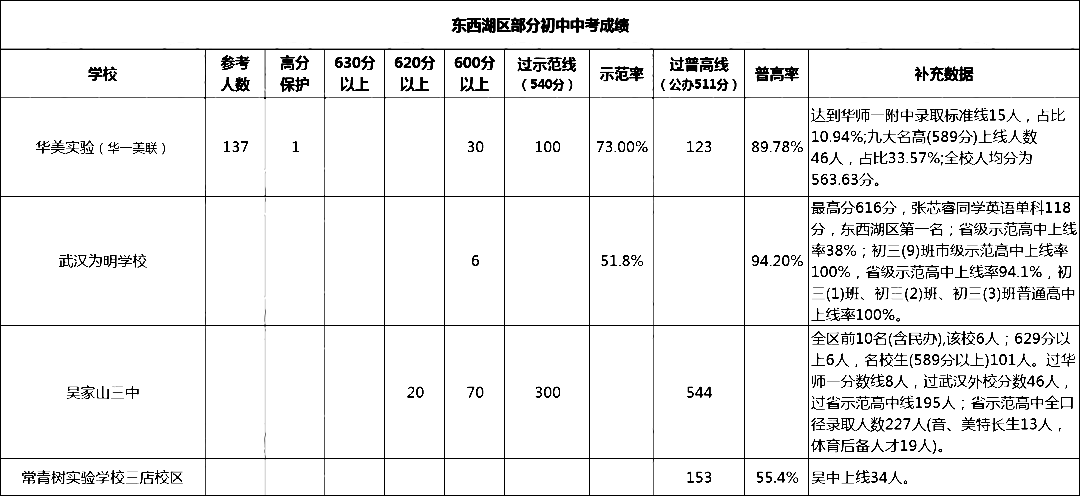 东西湖区部分初中中考成绩
学校 参考人数 高分保护 630分以上 620分以上 600分以上 过示范线（540分） 示范率 过普高线（公办511分） 普高率 补充数据
华美实验（华一美联） 137 1 30 100 73.00% 123 89.78%
达到华师一附中录取标准线15人，占比
10.94%;九大名高(589分)上线人数
46人，占比33.57%;全校人均分为
563.63分。
武汉为明学校 6 51.8% 94.20%
最高分616分，张芯睿同学英语单科118
分，东西湖区第一名；省级示范高中上线
率38%；初三(9)班市级示范高中上线率
100%，省级示范高中上线率94.1%，初
三(1)班、初三(2)班、初三(3)班普通高中
上线率100%。
吴家山三中 20 70 300 544
全区前10名(含民办),该校6人；629分以
上6人，名校生(589分以上)101人。过华
师一分数线8人，过武汉外校分数46人，
过省示范高中线195人；省示范高中全口
径录取人数227人(音、美特长生13人，
体育后备人才19人)。
常青树实验学校三店校区 153 55.4% 吴中上线34人。